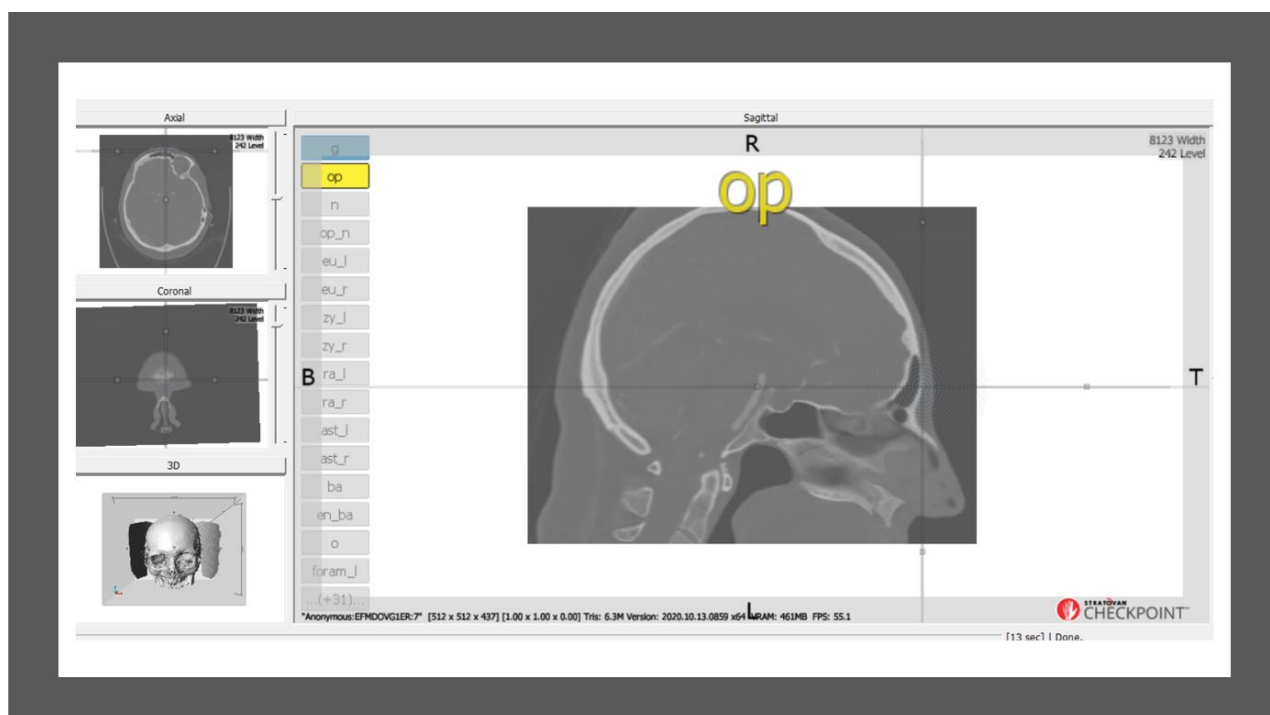 Axial
8123 Width
242 Level
Coronal
8123 Width
242 Level
3D
Sagittal
R
8123 Width
242 Level
g
op
op
n
op_n
eu_l
eu_r
zy_l
zy_r
B
ra_l
T
ra_r
ast_l
ast_r
ba
en_ba
o
foram_l
...(+31)...
L
"Anonymous:EFMDOVG1ER:7" [512 x 512 x 437] [1.00 x 1.00 x 0.00] Tris: 6.3M Version: 2020.10.13.0859 x64 VRAM: 461MB FPS: 55.1
STRATOVAN
CHECKPOINT™
[13 sec] | Done.